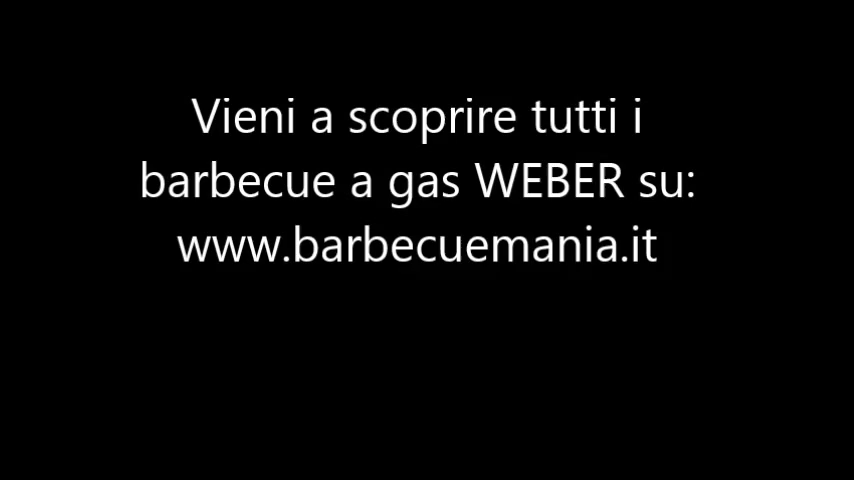 Vieni a scoprire tutti i
barbecue a gas WEBER su:
www.barbecuemania.it